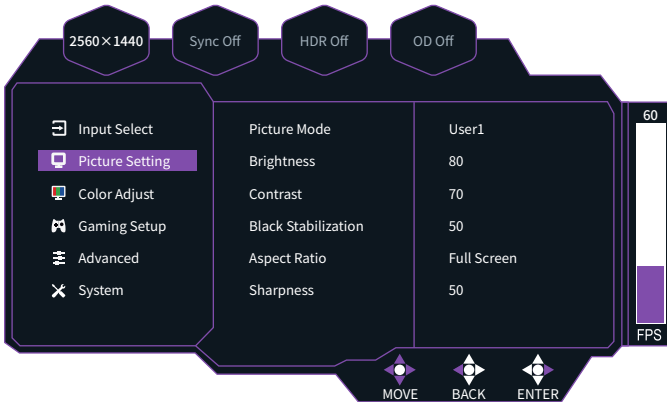 2560×1440 Sync Off HDR Off OD Off
60
Input Select Picture Mode User1
Picture Setting Brightness 80
Color Adjust Contrast 70
Gaming Setup Black Stabilization 50
Advanced Aspect Ratio Full Screen
System Sharpness 50
FPS
MOVE BACK ENTER